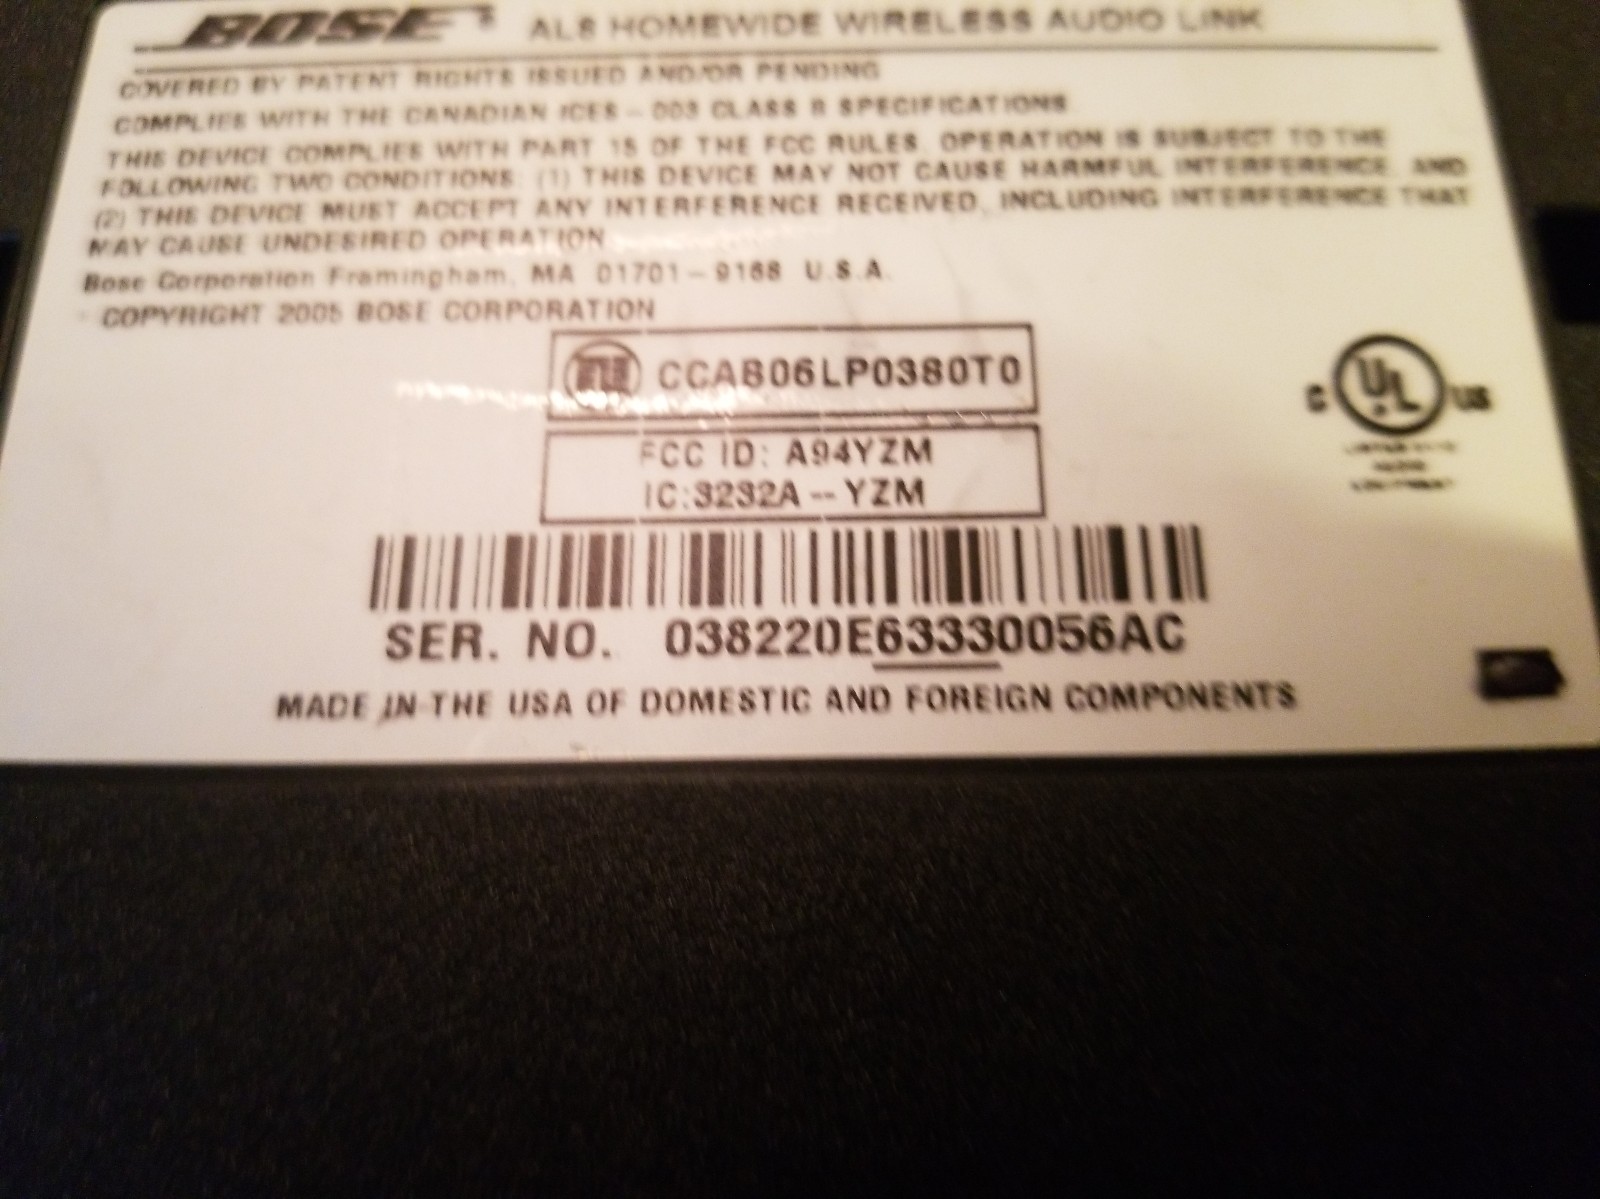 BOSE AL8 HOMEWIDE WIRELESS AUDIO LINK
COVERED BY PATENT RIGHTS ISSUED AND/OR PENDING
COMPLIES WITH THE CANADIAN ICES-003 CLASS B SPECIFICATIONS
THIS DEVICE COMPLIES WITH PART 15 OF THE FCC RULES. OPERATION IS SUBJECT TO THE
FOLLOWING TWO CONDITIONS: (1) THIS DEVICE MAY NOT CAUSE HARMFUL INTERFERENCE, AND
(2) THIS DEVICE MUST ACCEPT ANY INTERFERENCE RECEIVED, INCLUDING INTERFERENCE THAT
MAY CAUSE UNDESIRED OPERATION.
Bose Corporation Framingham, MA 01701-9168 U.S.A.
COPYRIGHT 2005 BOSE CORPORATION
CCAB06LP0380T0
FCC ID: A94YZM
IC:3232A--YZM
C UL US
SER. NO. 038220E63330056AC
MADE IN THE USA OF DOMESTIC AND FOREIGN COMPONENTS